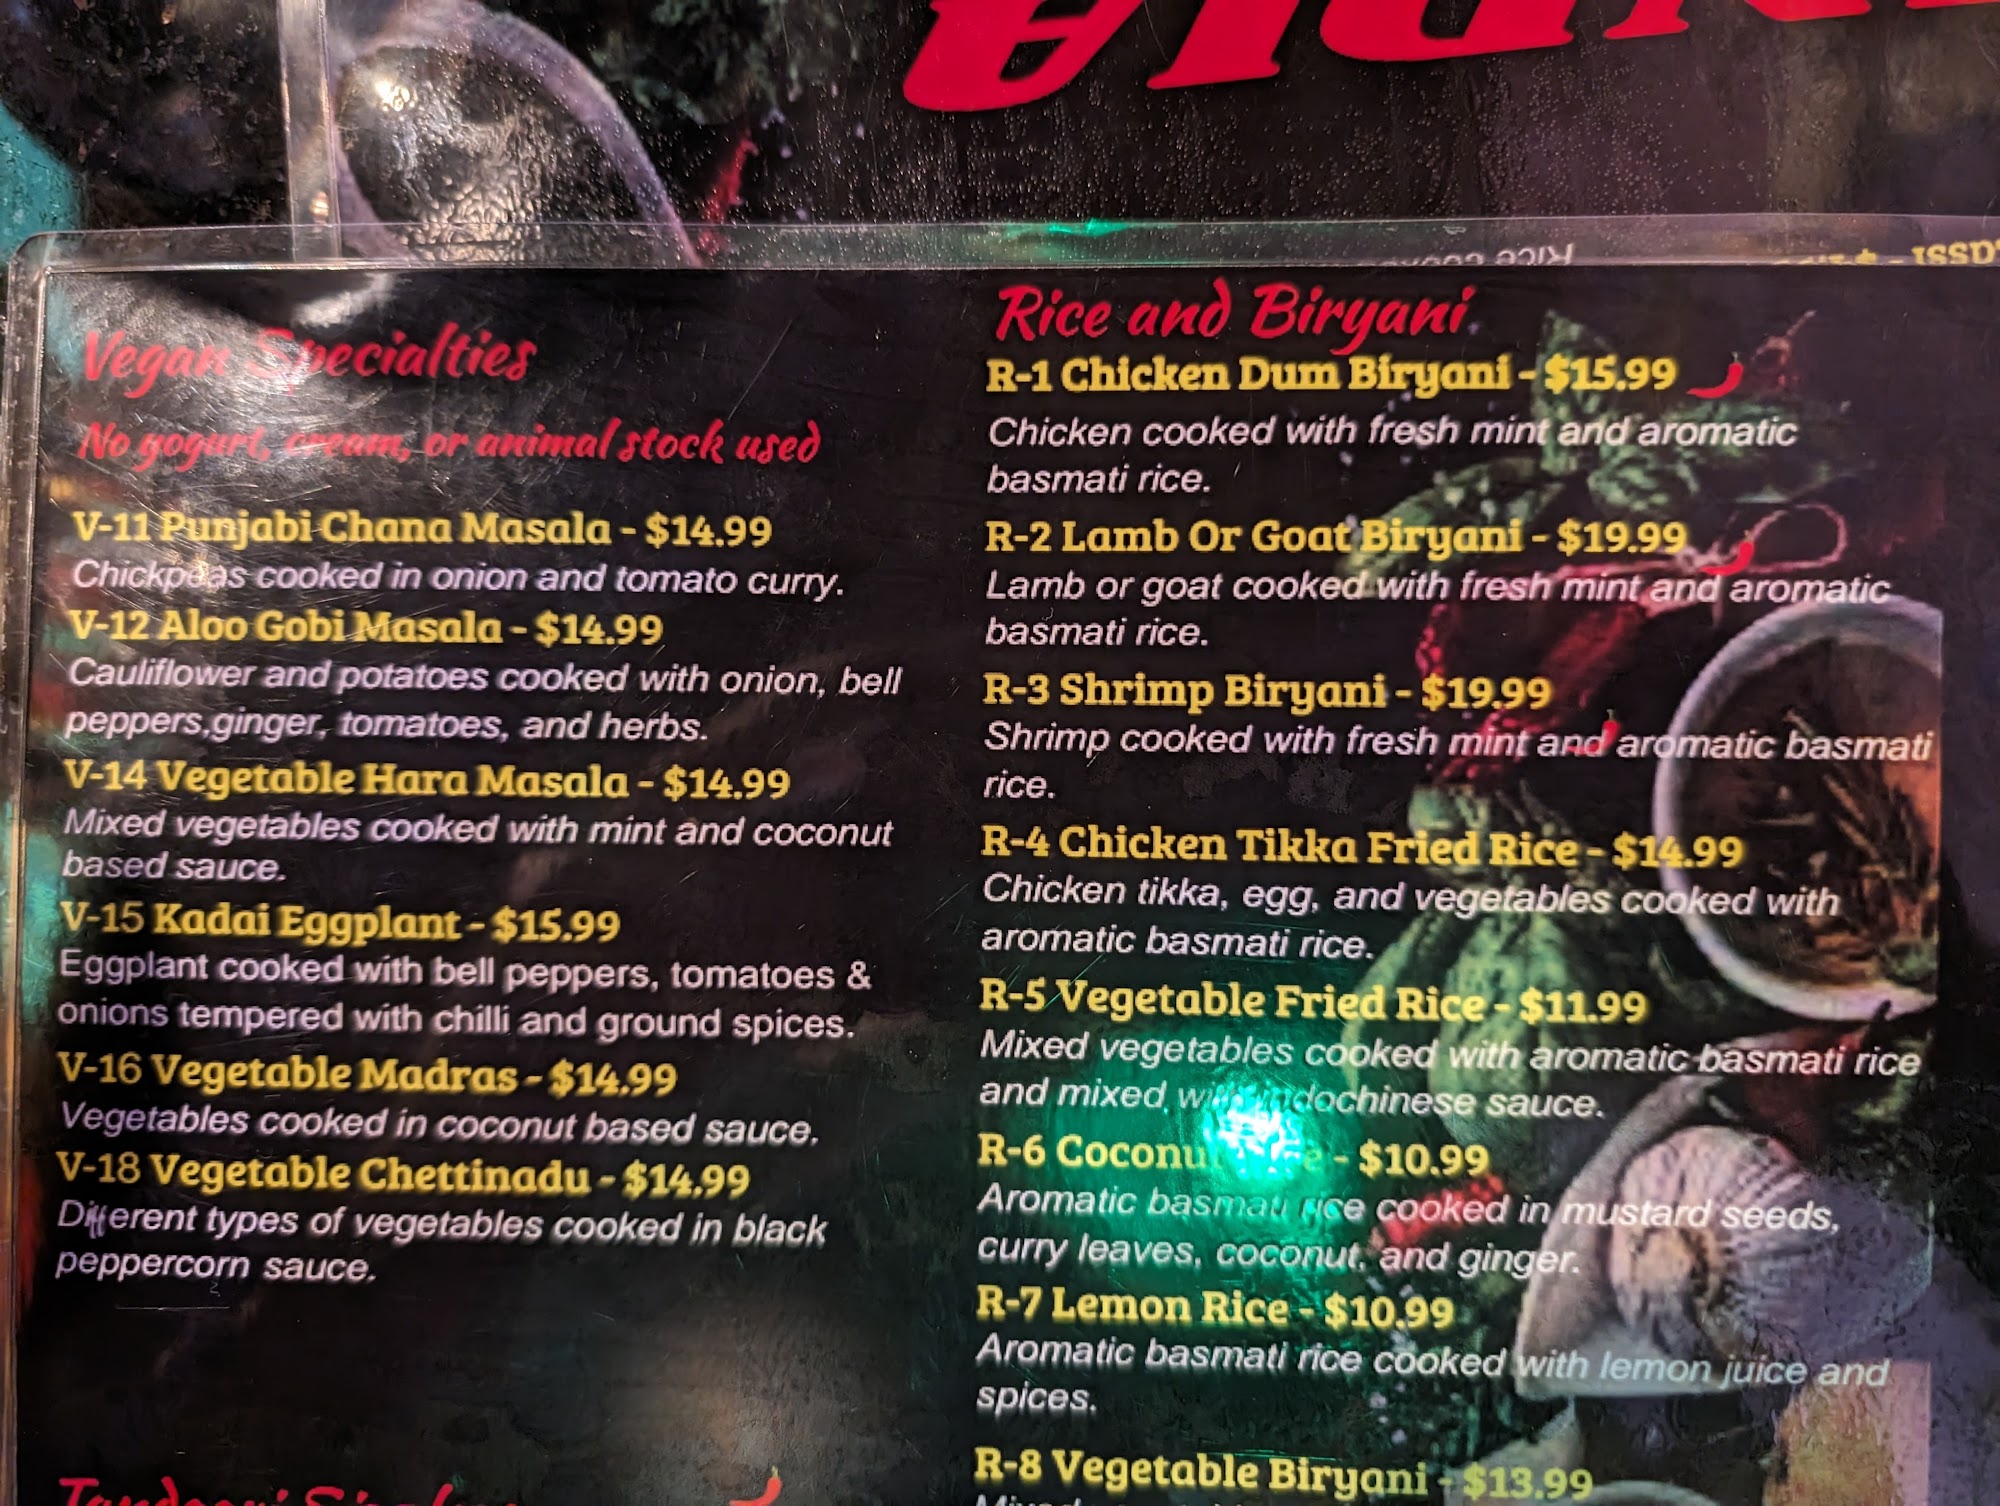 Vegan Specialties
No yogurt, cream, or animal stock used
V-11 Punjabi Chana Masala - $14.99
Chickpeas cooked in onion and tomato curry.
V-12 Aloo Gobi Masala - $14.99
Cauliflower and potatoes cooked with onion, bell
peppers,ginger, tomatoes, and herbs.
V-14 Vegetable Hara Masala - $14.99
Mixed vegetables cooked with mint and coconut
based sauce.
V-15 Kadai Eggplant - $15.99
Eggplant cooked with bell peppers, tomatoes &
onions tempered with chilli and ground spices.
V-16 Vegetable Madras - $14.99
Vegetables cooked in coconut based sauce.
V-18 Vegetable Chettinadu - $14.99
Different types of vegetables cooked in black
peppercorn sauce.
Rice and Biryani
R-1 Chicken Dum Biryani - $15.99
Chicken cooked with fresh mint and aromatic
basmati rice.
R-2 Lamb Or Goat Biryani - $19.99
Lamb or goat cooked with fresh mint and aromatic
basmati rice.
R-3 Shrimp Biryani - $19.99
Shrimp cooked with fresh mint and aromatic basmati
rice.
R-4 Chicken Tikka Fried Rice - $14.99
Chicken tikka, egg, and vegetables cooked with
aromatic basmati rice.
R-5 Vegetable Fried Rice - $11.99
Mixed vegetables cooked with aromatic basmati rice
and mixed with indochinese sauce.
R-6 Coconut Rice - $10.99
Aromatic basmati rice cooked in mustard seeds,
curry leaves, coconut, and ginger.
R-7 Lemon Rice - $10.99
Aromatic basmati rice cooked with lemon juice and
spices.
R-8 Vegetable Biryani - $13.99